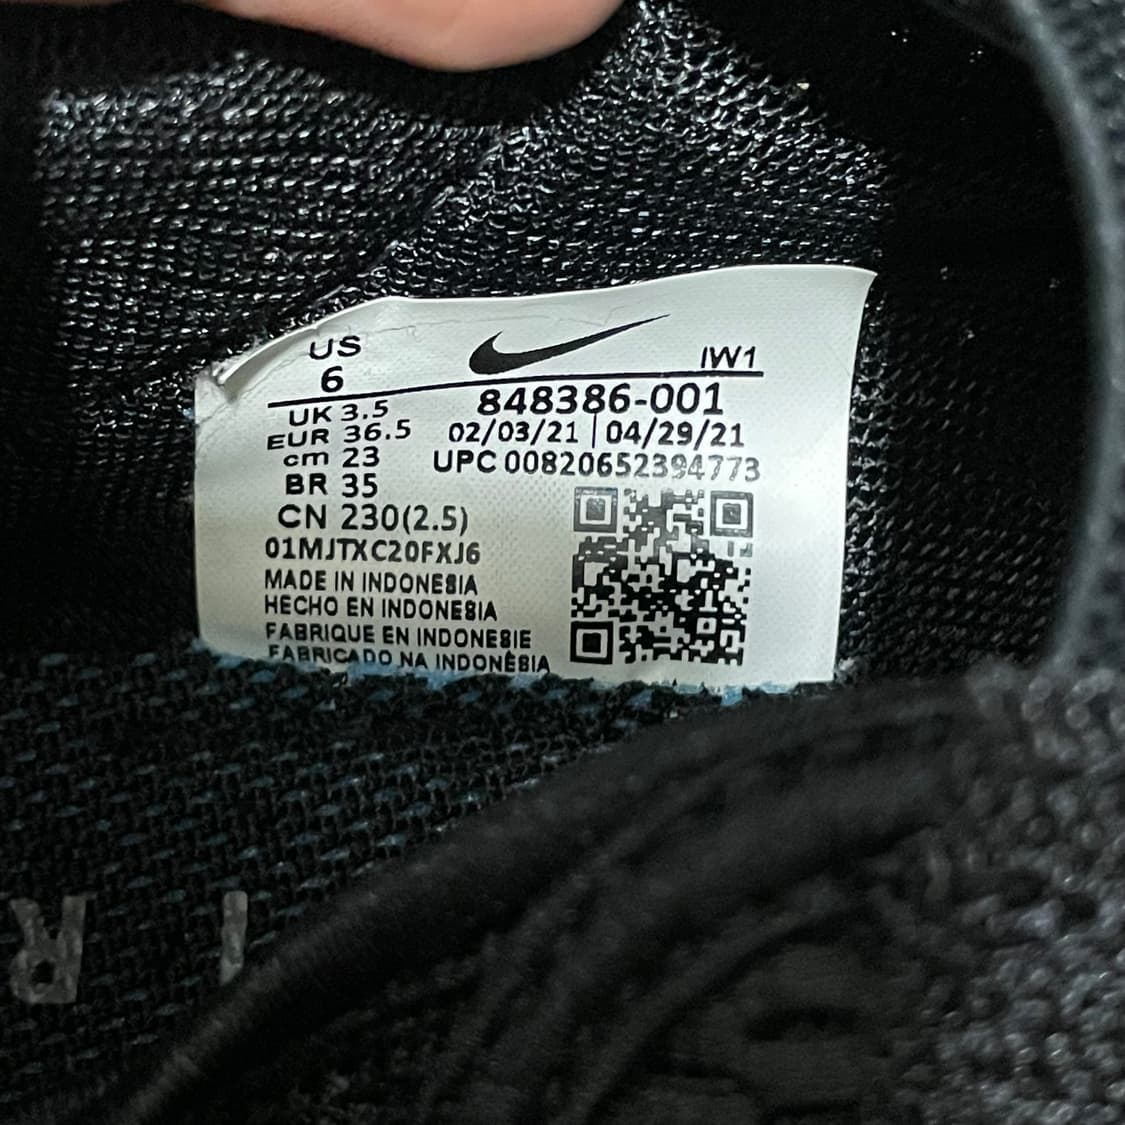 US
6
IW1
UK 3.5
EUR 36.5
cm 23
BR 35
CN 230(2.5)
01MJTXC20FXJ6
MADE IN INDONESIA
HECHO EN INDONESIA
FABRIQUE EN INDONESIE
FABRICADO NA INDONÉSIA
848386-001
02/03/21 | 04/29/21
UPC 00820652394773
R I